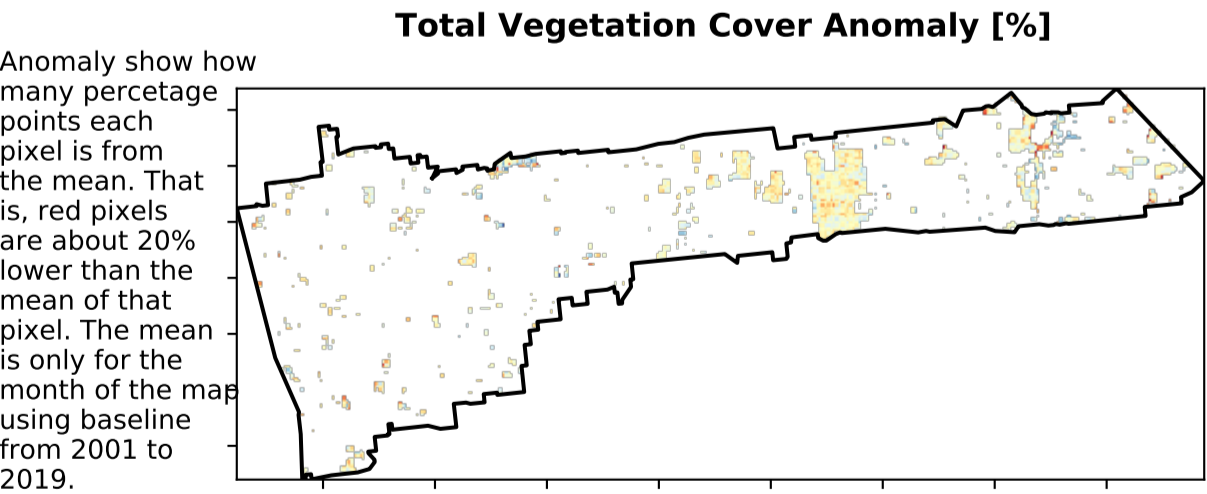 Total Vegetation Cover Anomaly [%]
Anomaly show how
many percetage
points each
pixel is from
the mean. That
is, red pixels
are about 20%
lower than the
mean of that
pixel. The mean
is only for the
month of the map
using baseline
from 2001 to
2019.